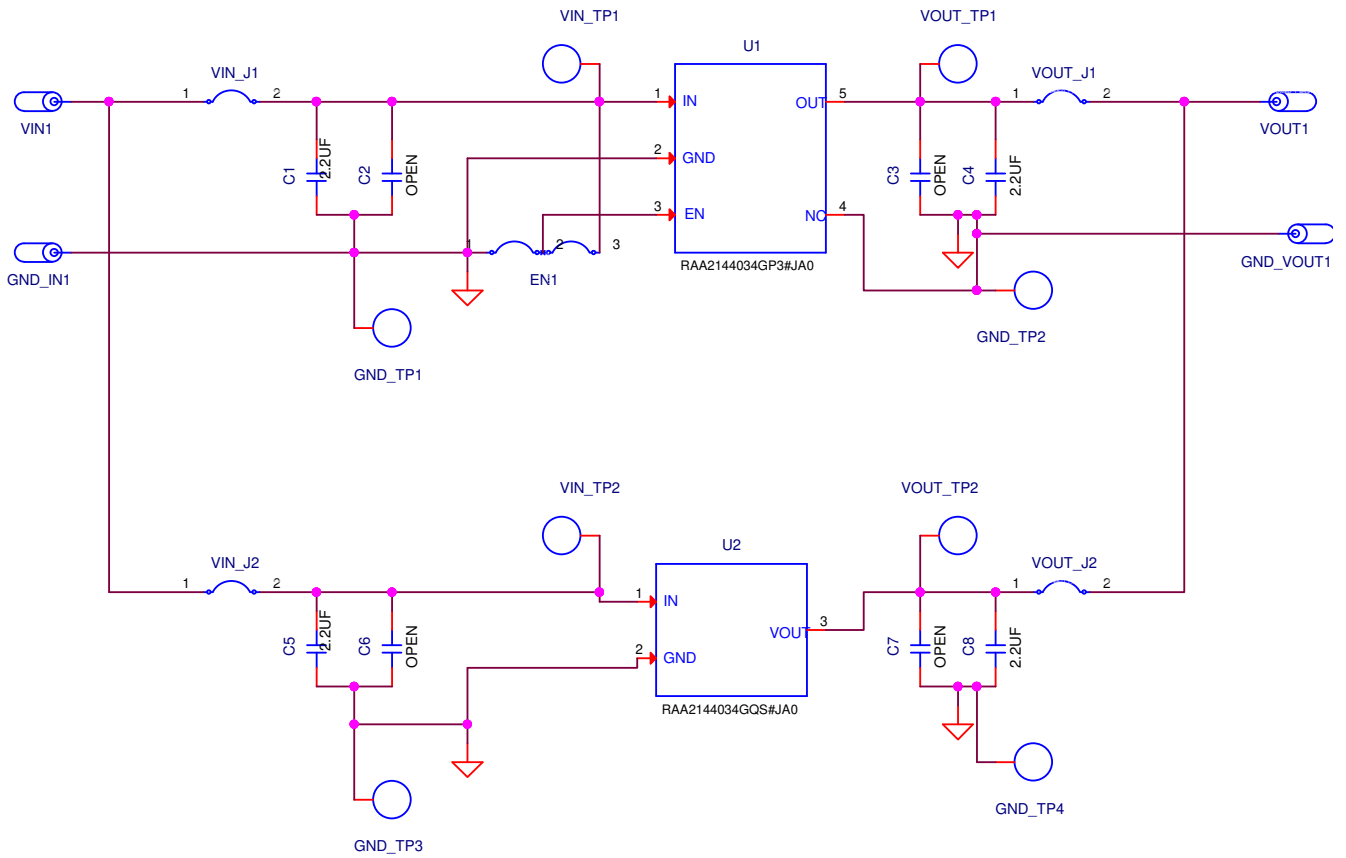 VIN_TP1
VOUT_TP1
U1
VIN_J1
VOUT_J1
1 2
1 IN
OUT 5
1 2
VIN1
VOUT1
C1 2.2UF
C2 OPEN
2 GND
C3 OPEN
C4 2.2UF
3 EN
NC 4
GND_IN1
1 2 3
EN1
RAA2144034GP3#JA0
GND_VOUT1
GND_TP2
GND_TP1
VIN_TP2
VOUT_TP2
U2
VIN_J2
VOUT_J2
1 2
1 IN
1 2
VOUT 3
C5 2.2UF
C6 OPEN
2 GND
C7 OPEN
C8 2.2UF
RAA2144034GQS#JA0
GND_TP4
GND_TP3